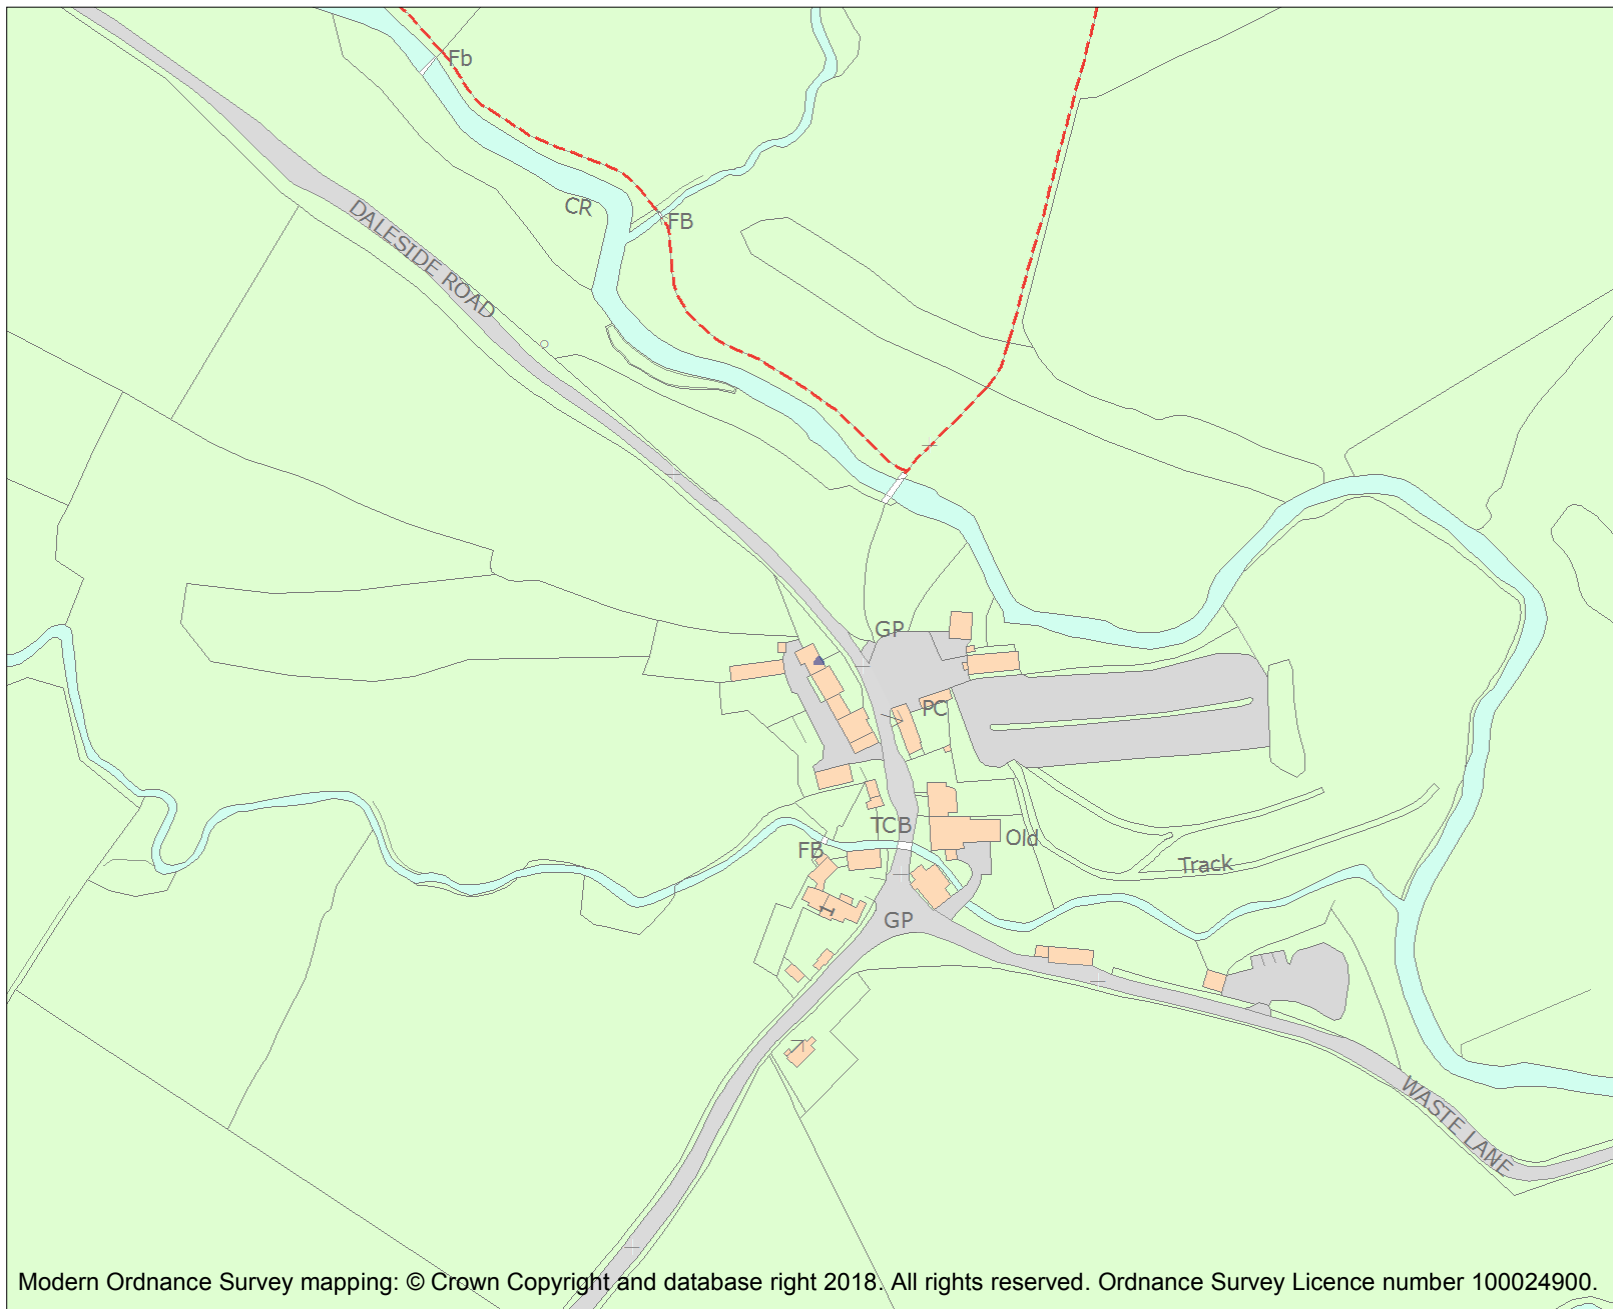 Fb
CR
FB
DALESIDE ROAD
GP
PC
TCB
Old
FB
Track
GP
WASTE LANE
Modern Ordnance Survey mapping: © Crown Copyright and database right 2018. All rights reserved. Ordnance Survey Licence number 100024900.